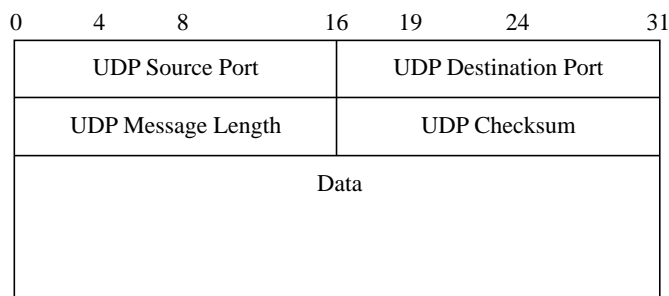 0 4 8 16 19 24 31
UDP Source Port UDP Destination Port
UDP Message Length UDP Checksum
Data